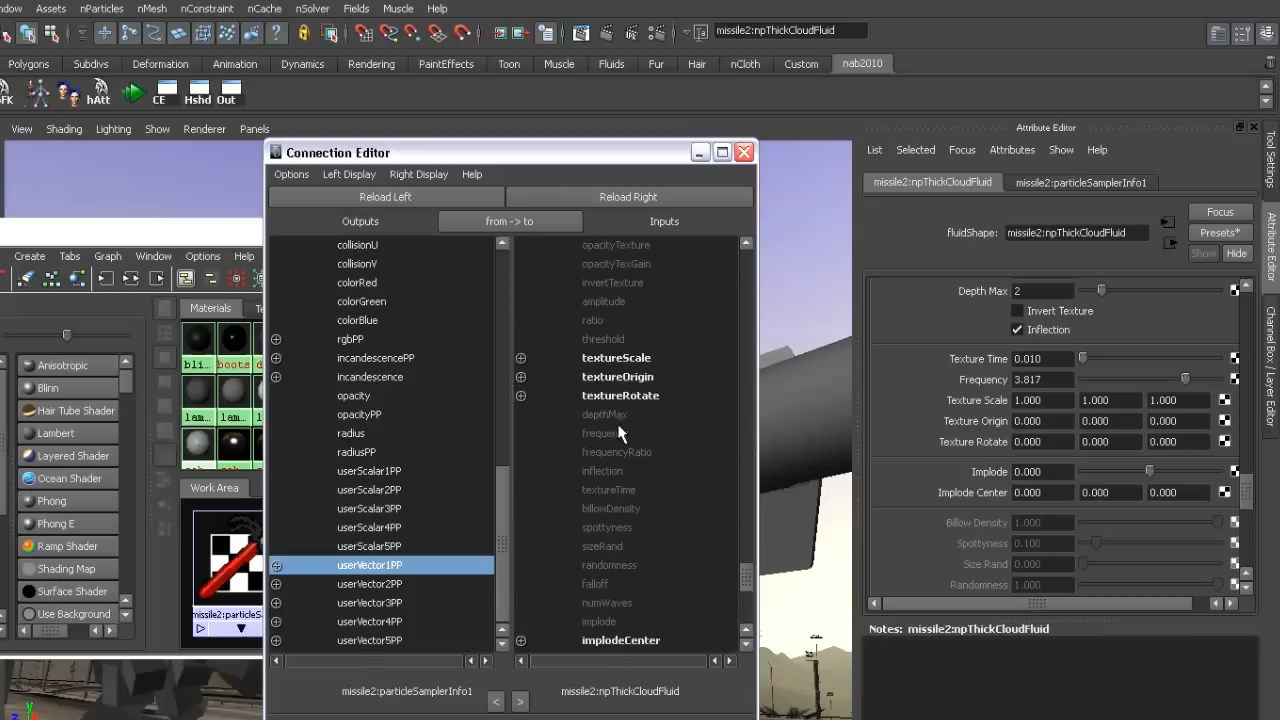 ndow Assets nParticles nMesh nConstraint nCache nSolver Fields Muscle Help
missile2:npThickCloudFluid
Polygons Subdivs Deformation Animation Dynamics Rendering PaintEffects Toon Muscle Fluids Fur Hair nCloth Custom nab2010
oFK hAtt CE Hshd Out
View Shading Lighting Show Renderer Panels
Attribute Editor
Connection Editor
List Selected Focus Attributes Help
Show
Options Left Display Right Display Help
missile2:npThickCloudFluid missile2:particleSamplerInfo1
Reload Left Reload Right
Outputs from -> to Inputs
fluidShape: missile2:npThickCloudFluid
Focus
Presets*
Show Hide
Create Tabs Graph Window Options Help
collisionU
collisionV
colorRed
colorGreen
colorBlue
rgbPP
incandescencePP
incandescence
opacity
opacityPP
radius
radiusPP
userScalar1PP
userScalar2PP
userScalar3PP
userScalar4PP
userScalar5PP
userVector1PP
userVector2PP
userVector3PP
userVector4PP
userVector5PP
opacityTexture
opacityTexGain
invertTexture
amplitude
ratio
threshold
textureScale
textureOrigin
textureRotate
depthMax
frequency
frequencyRatio
inflection
textureTime
billowDensity
spottyness
sizeRand
randomness
falloff
numWaves
implode
implodeCenter
missile2:particleSamplerInfo1 missile2:npThickCloudFluid
< >
Materials Te
bli... boots
lam... lam...
Work Area
missile2:particleS
Anisotropic
Blinn
Hair Tube Shader
Lambert
Layered Shader
Ocean Shader
Phong
Phong E
Ramp Shader
Shading Map
Surface Shader
Use Background
Depth Max 2
Invert Texture
Inflection
Texture Time 0.010
Frequency 3.817
Texture Scale 1.000 1.000 1.000
Texture Origin 0.000 0.000 0.000
Texture Rotate 0.000 0.000 0.000
Implode 0.000
Implode Center 0.000 0.000 0.000
Billow Density 1.000
Spottyness 0.100
Size Rand 0.000
Randomness 1.000
Notes: missile2:npThickCloudFluid
Tool Settings
Attribute Editor
Channel Box / Layer Editor
y
z